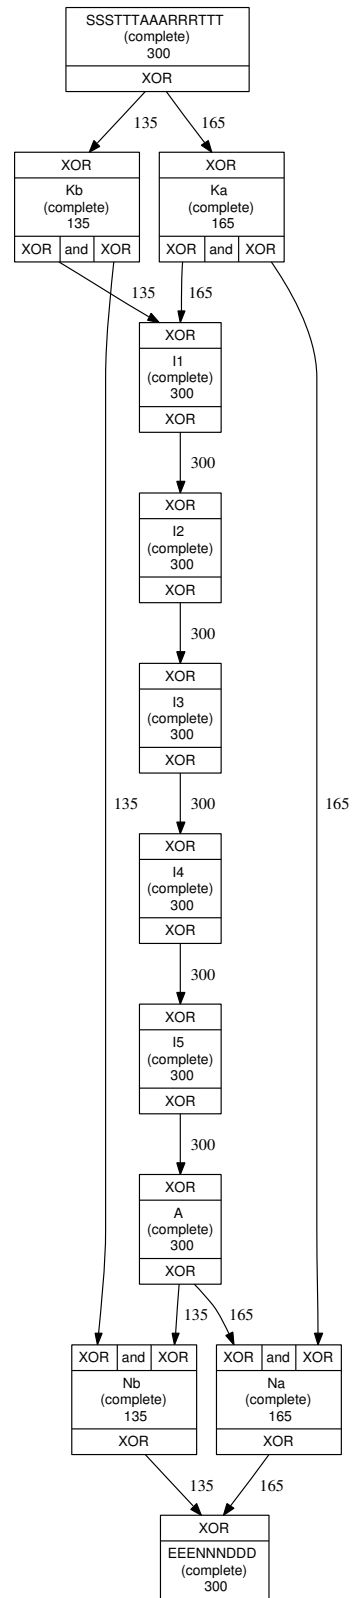 SSSTTTAAARRRTTT
(complete)
300
XOR
135
165
XOR
Kb
(complete)
135
XOR and XOR
XOR
Ka
(complete)
165
XOR and XOR
135
165
XOR
I1
(complete)
300
XOR
300
XOR
I2
(complete)
300
XOR
300
XOR
I3
(complete)
300
XOR
135
300
165
XOR
I4
(complete)
300
XOR
300
XOR
I5
(complete)
300
XOR
300
XOR
A
(complete)
300
XOR
135
165
XOR and XOR
Nb
(complete)
135
XOR
XOR and XOR
Na
(complete)
165
XOR
135
165
XOR
EEENNNDDD
(complete)
300